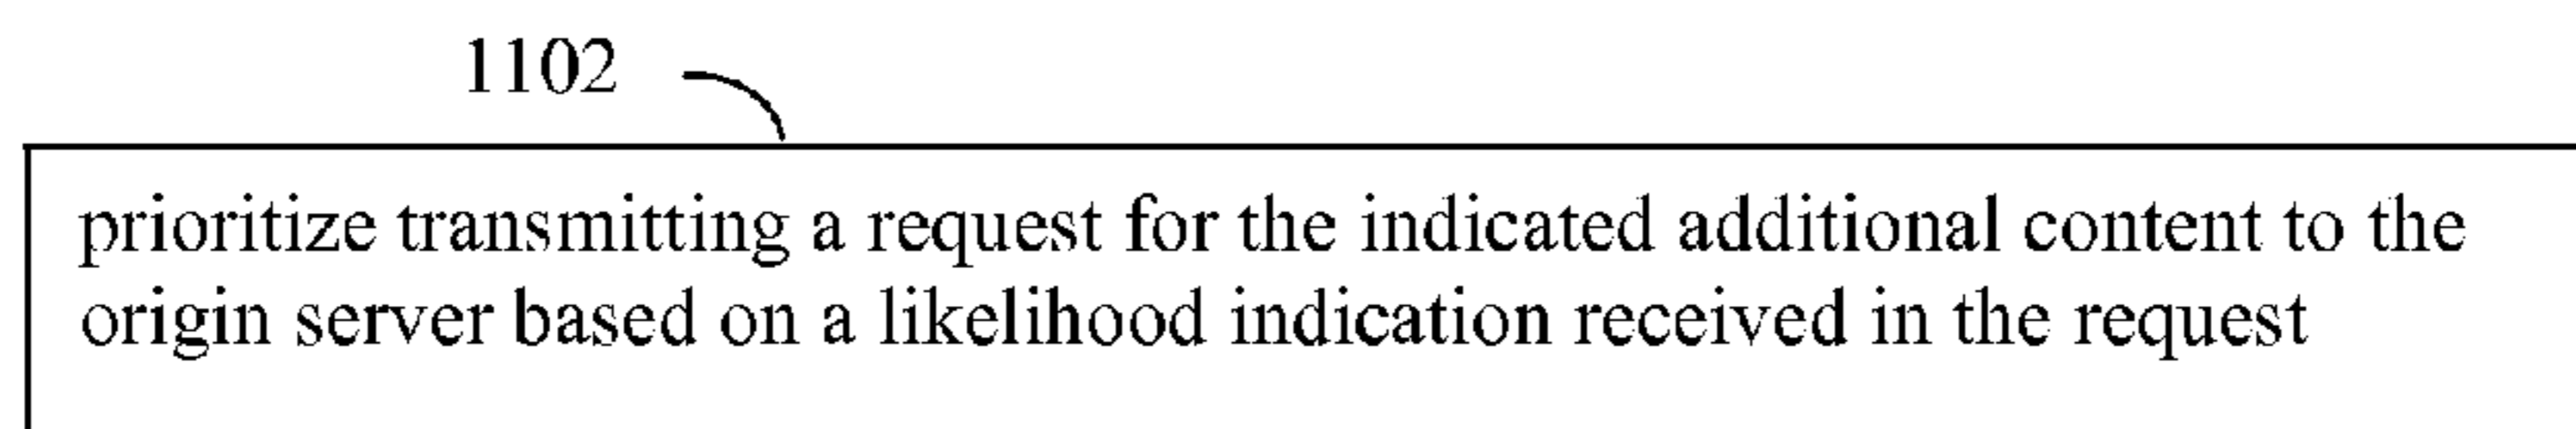 1102
prioritize transmitting a request for the indicated additional content to the
origin server based on a likelihood indication received in the request